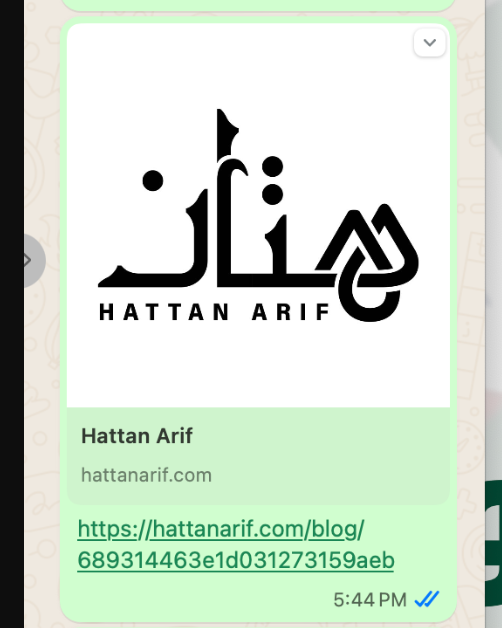 هتان
HATTAN ARIF
Hattan Arif
hattanarif.com
https://hattanarif.com/blog/
689314463e1d031273159aeb
5:44 PM